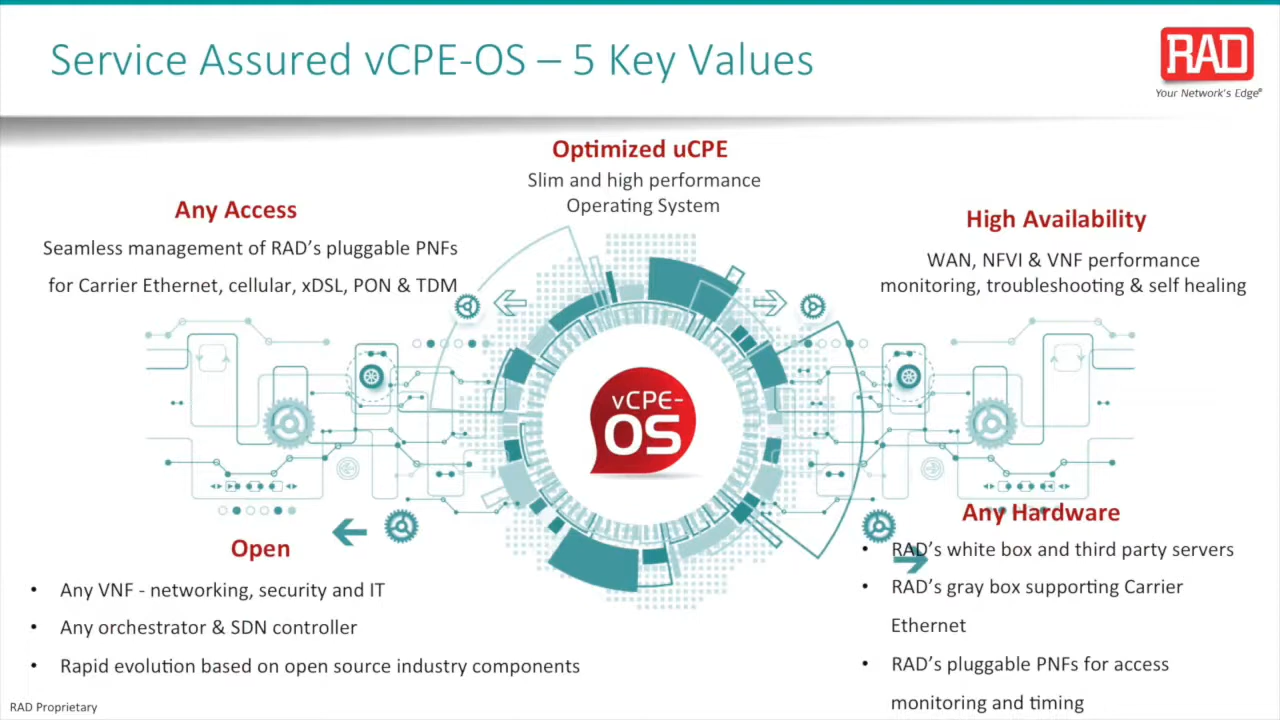 Service Assured vCPE-OS – 5 Key Values
RAD
Your Network's Edge®
Optimized uCPE
Slim and high performance
Operating System
Any Access
Seamless management of RAD's pluggable PNFs
for Carrier Ethernet, cellular, xDSL, PON & TDM
High Availability
WAN, NFVI & VNF performance
monitoring, troubleshooting & self healing
vCPE-
OS
Open
• Any VNF - networking, security and IT
• Any orchestrator & SDN controller
• Rapid evolution based on open source industry components
Any Hardware
• RAD's white box and third party servers
• RAD's gray box supporting Carrier
Ethernet
• RAD's pluggable PNFs for access
monitoring and timing
RAD Proprietary